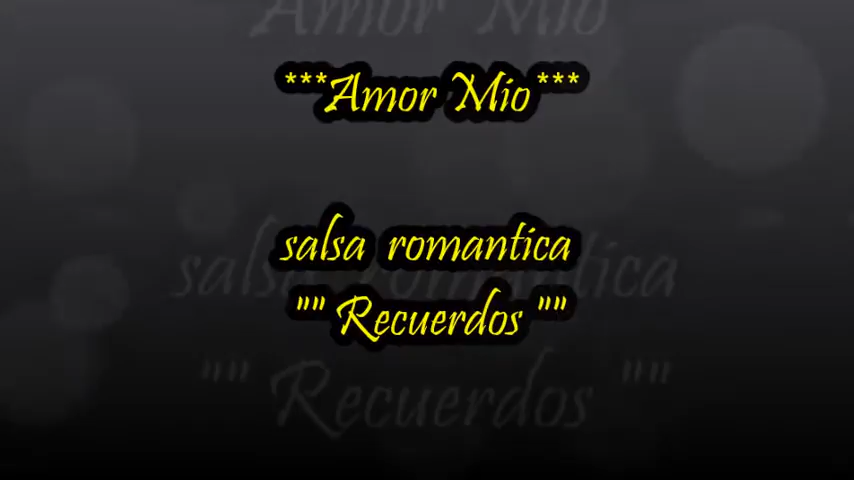 ***Amor Mio***
salsa romantica
"" Recuerdos ""